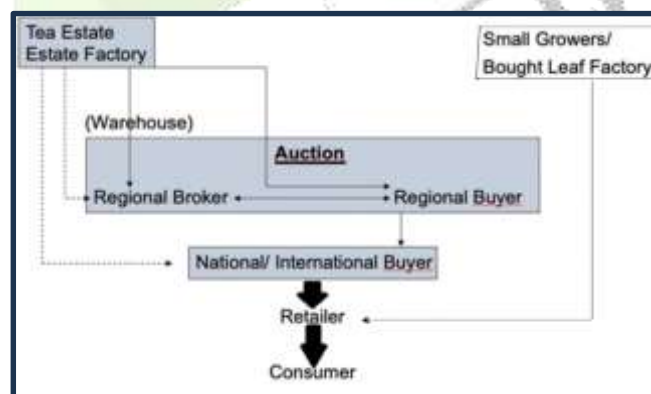 Tea Estate
Estate Factory
Small Growers/
Bought Leaf Factory
(Warehouse)
Auction
Regional Broker
Regional Buyer
National/ International Buyer
Retailer
Consumer